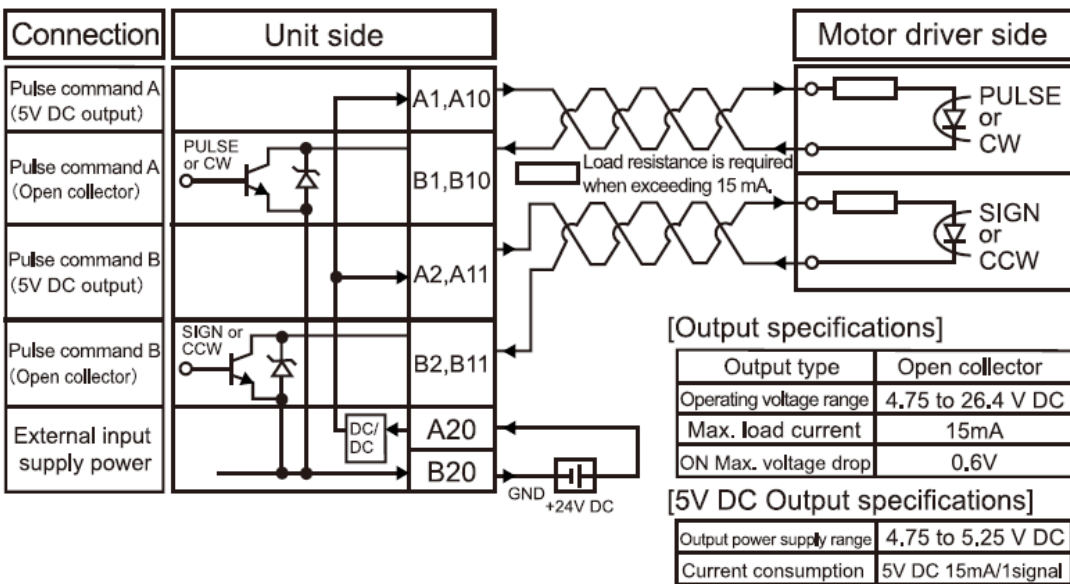 Connection
Unit side
Motor driver side
Pulse command A
(5V DC output)
A1,A10
PULSE
or
CW
Pulse command A
(Open collector)
PULSE
or CW
B1,B10
Load resistance is required
when exceeding 15 mA.
Pulse command B
(5V DC output)
A2,A11
SIGN
or
CCW
Pulse command B
(Open collector)
SIGN or
CCW
B2,B11
External input
supply power
DC/
DC
A20
B20
GND
+24V DC
[Output specifications]
Output type Open collector
Operating voltage range 4.75 to 26.4 V DC
Max. load current 15mA
ON Max. voltage drop 0.6V
[5V DC Output specifications]
Output power supply range 4.75 to 5.25 V DC
Current consumption 5V DC 15mA/1signal